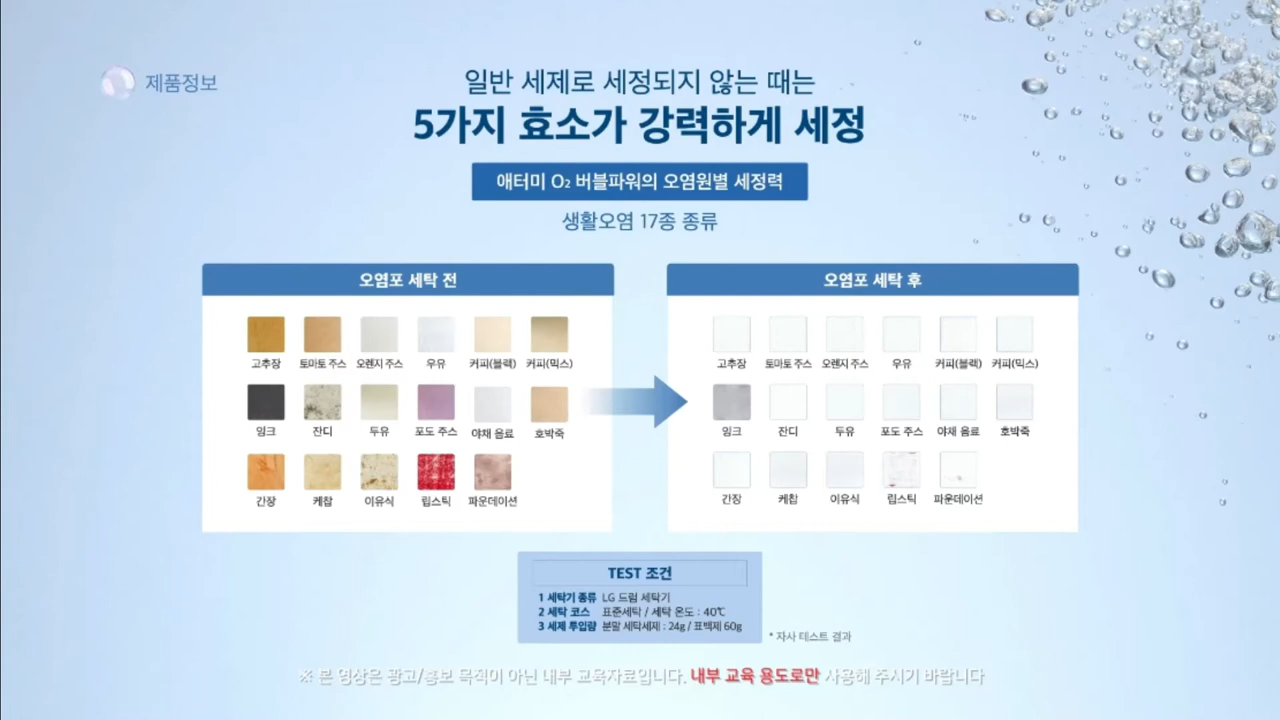 제품정보
일반 세제로 세정되지 않는 때는
5가지 효소가 강력하게 세정
애터미 O₂ 버블파워의 오염원별 세정력
생활오염 17종 종류
오염포 세탁 전
고추장 토마토 주스 오렌지 주스 우유 커피(블랙) 커피(믹스)
잉크 잔디 두유 포도 주스 야채 음료 호박죽
간장 케찹 이유식 립스틱 파운데이션
오염포 세탁 후
고추장 토마토 주스 오렌지 주스 우유 커피(블랙) 커피(믹스)
잉크 잔디 두유 포도 주스 야채 음료 호박죽
간장 케찹 이유식 립스틱 파운데이션
TEST 조건
1 세탁기 종류 LG 드럼 세탁기
2 세탁 코스 표준세탁 / 세탁 온도 : 40℃
3 세제 투입량 분말 세탁세제 : 24g / 표백제 60g
* 자사 테스트 결과
※ 본 영상은 광고/홍보 목적이 아닌 내부 교육자료입니다. 내부 교육 용도로만 사용해 주시기 바랍니다